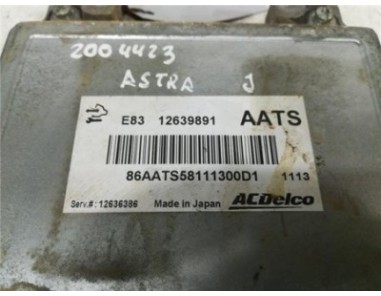 2004423
ASTRA J
E83 12639891 AATS
86AATS58111300D1 1113
Serv.#: 12636386 Made in Japan ACDelco